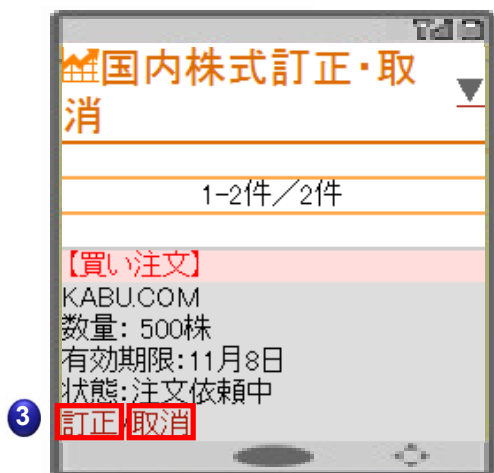 国内株式訂正・取
消
▼
1-2件／2件
【買い注文】
KABU.COM
数量: 500株
有効期限:11月8日
状態:注文依頼中
3
訂正/取消